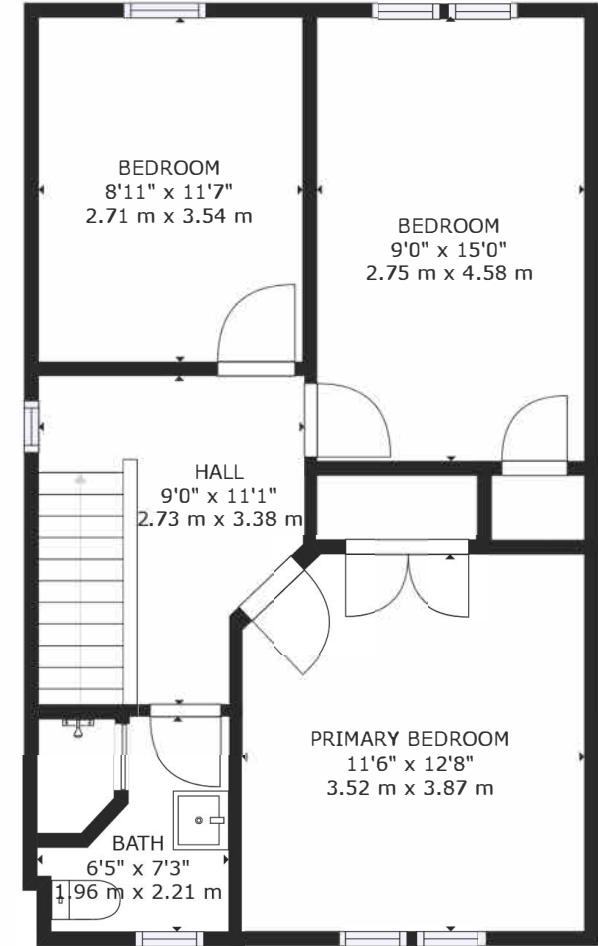 BEDROOM
8'11" x 11'7"
2.71 m x 3.54 m
BEDROOM
9'0" x 15'0"
2.75 m x 4.58 m
HALL
9'0" x 11'1"
2.73 m x 3.38 m
PRIMARY BEDROOM
11'6" x 12'8"
3.52 m x 3.87 m
BATH
6'5" x 7'3"
1.96 m x 2.21 m